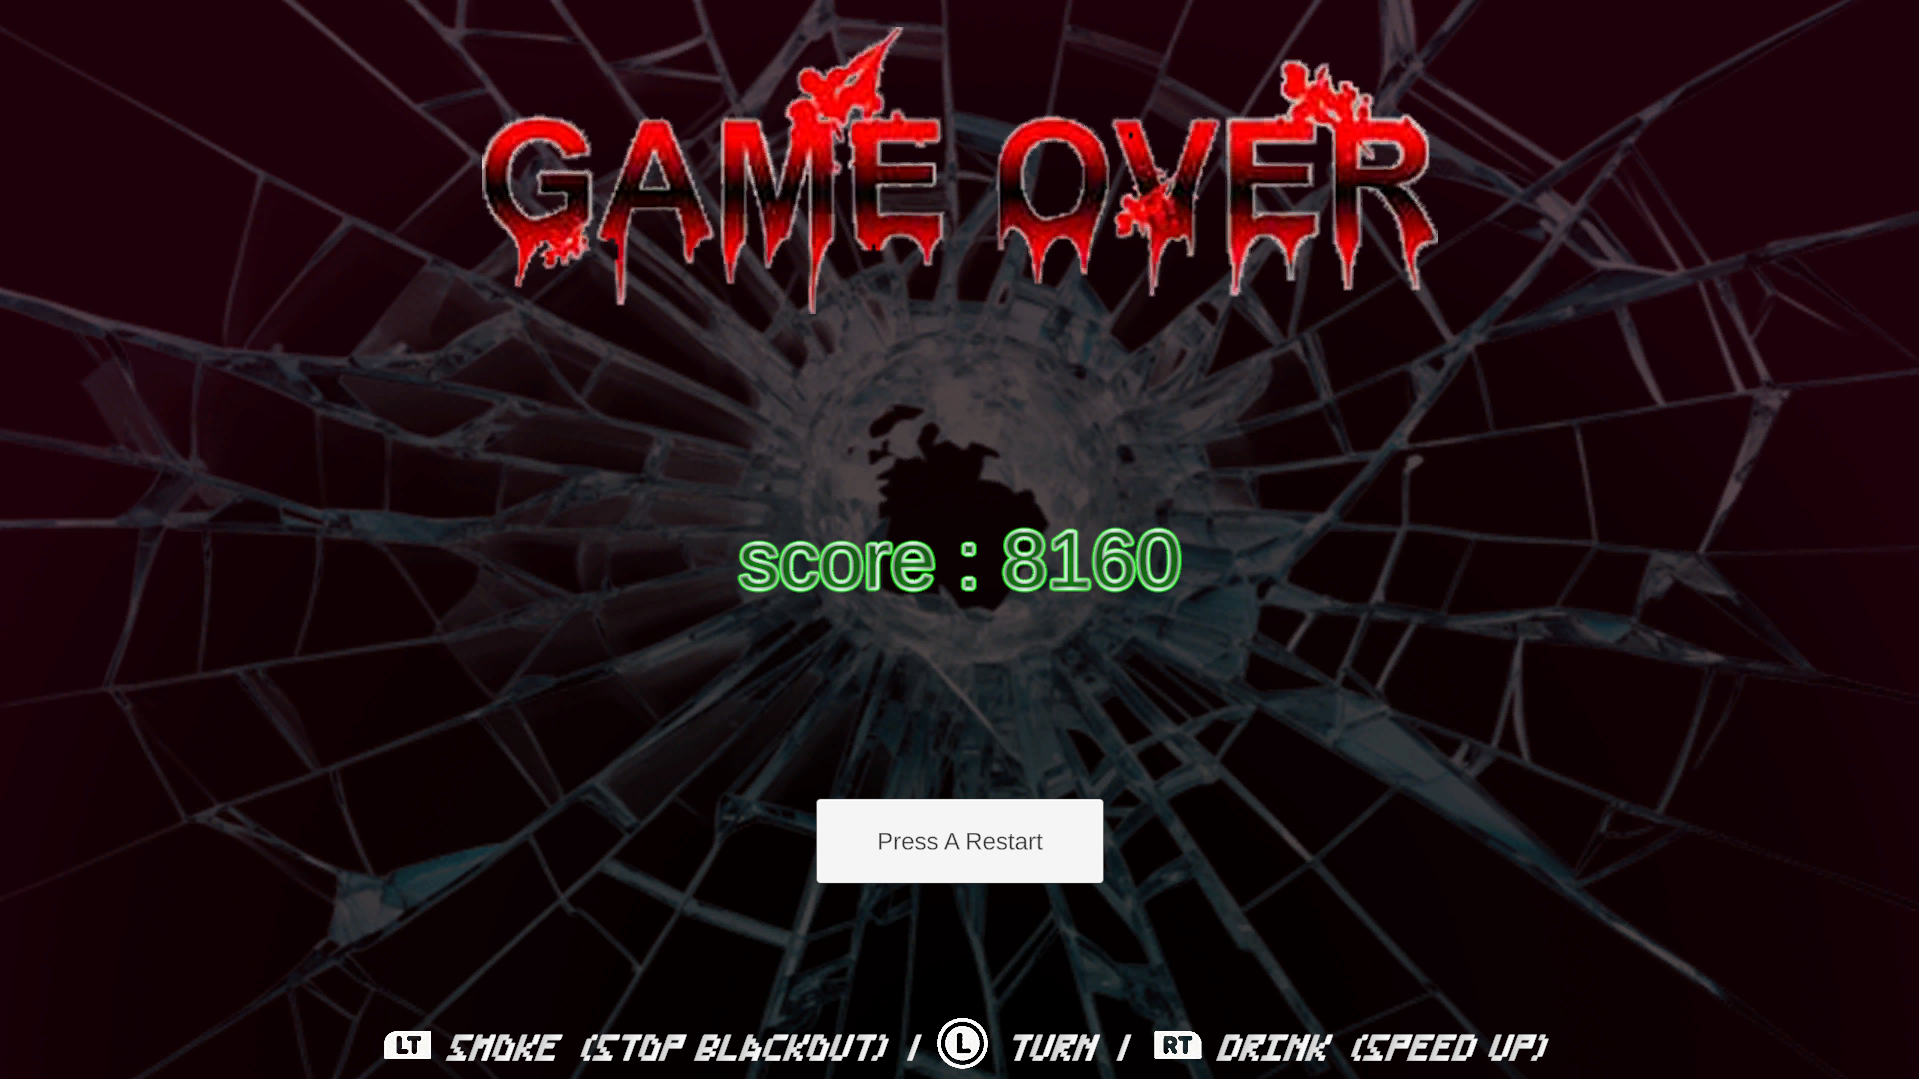 GAME OVER
score : 8160
Press A Restart
LT SMOKE (STOP BLACKOUT) / L TURN / RT DRINK (SPEED UP)